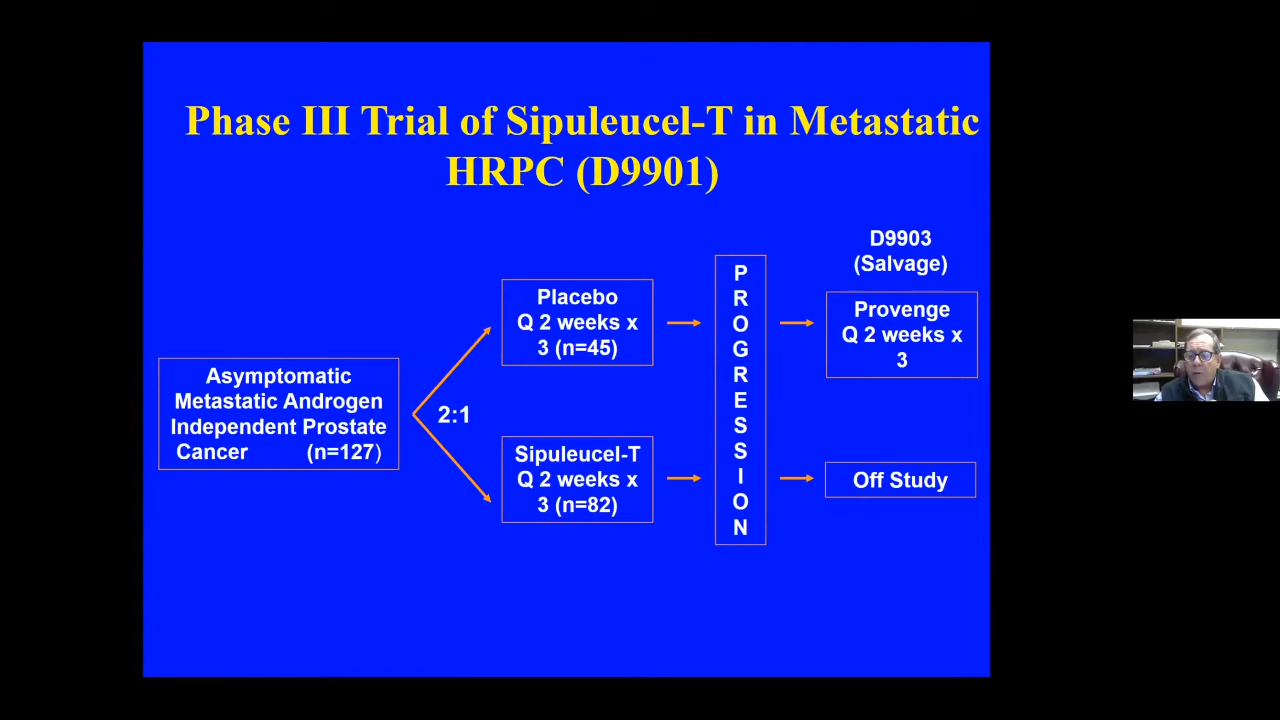 Phase III Trial of Sipuleucel-T in Metastatic
HRPC (D9901)
Asymptomatic
Metastatic Androgen
Independent Prostate
Cancer (n=127)
2:1
Placebo
Q 2 weeks x
3 (n=45)
Sipuleucel-T
Q 2 weeks x
3 (n=82)
P
R
O
G
R
E
S
S
I
O
N
D9903
(Salvage)
Provenge
Q 2 weeks x
3
Off Study